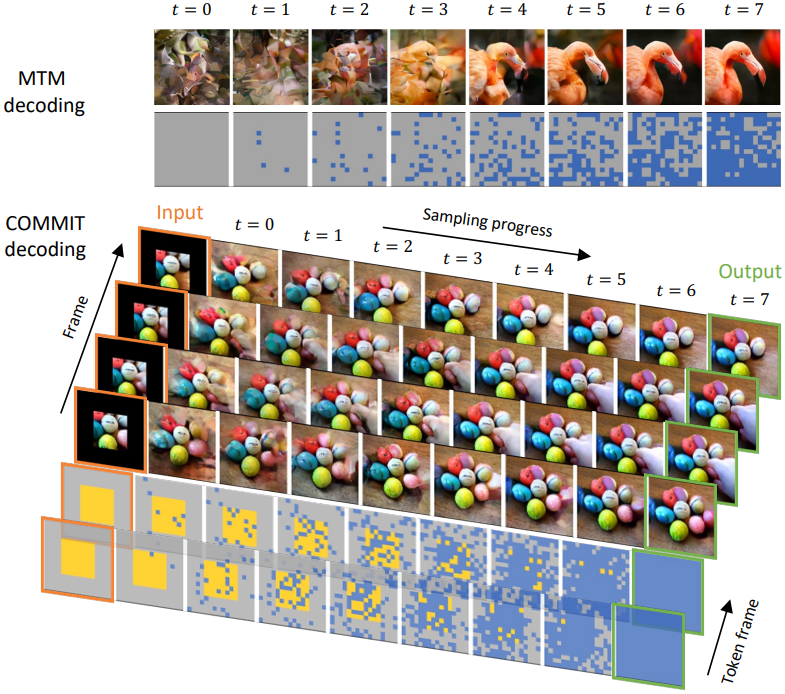 t = 0 t = 1 t = 2 t = 3 t = 4 t = 5 t = 6 t = 7
MTM
decoding
COMMIT
decoding
Input
Sampling progress
t = 0 t = 1 t = 2 t = 3 t = 4 t = 5 t = 6 t = 7
Output
Frame
Token frame